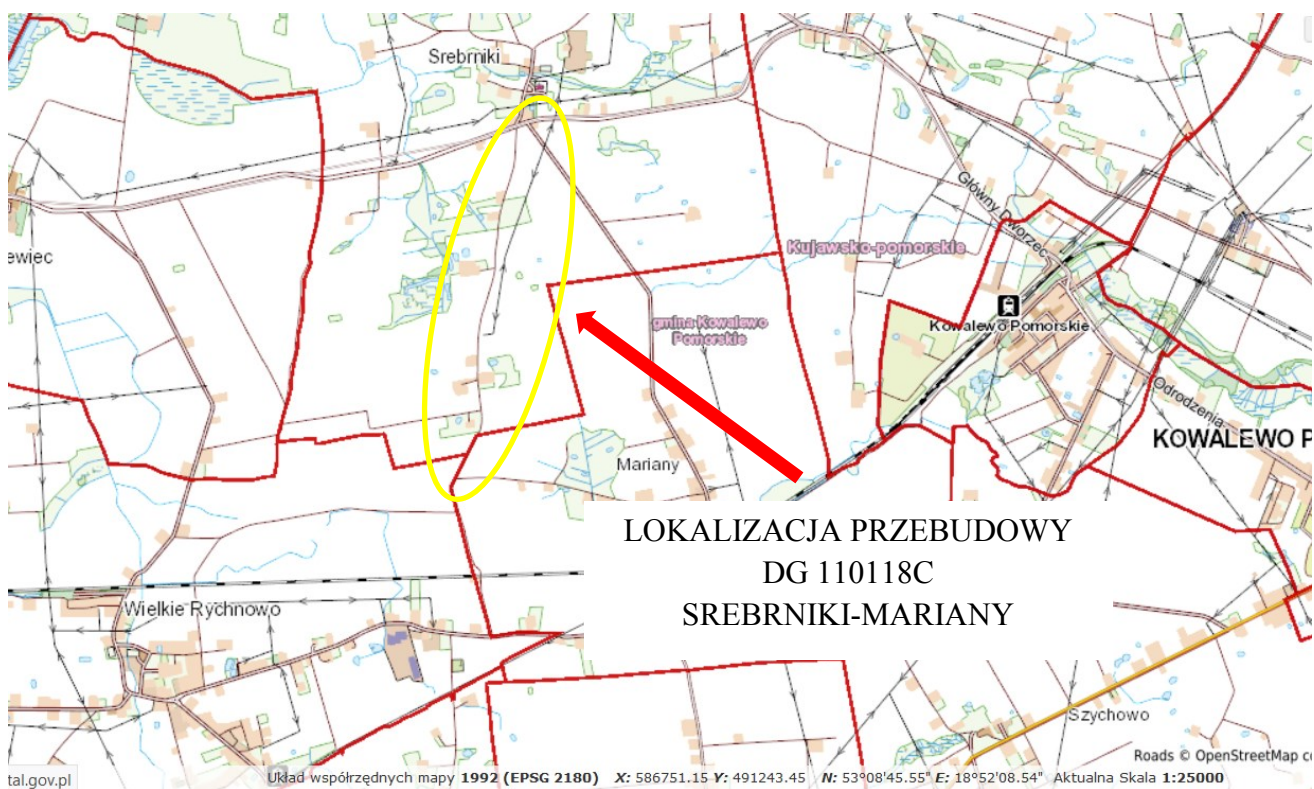 Srebrniki
ewiec
Główny Dworzec
Kujawsko-pomorskie
gmina Kowalewo
Pomorskie
Kowalewo Pomorskie
Odrodzenia
KOWALEWO P
Mariany
LOKALIZACJA PRZEBUDOWY
DG 110118C
SREBRNIKI-MARIANY
Wielkie Rychnowo
Szychowo
Roads © OpenStreetMap co
tal.gov.pl
Układ współrzędnych mapy 1992 (EPSG 2180) X: 586751.15 Y: 491243.45 N: 53°08'45.55" E: 18°52'08.54" Aktualna Skala 1:25000